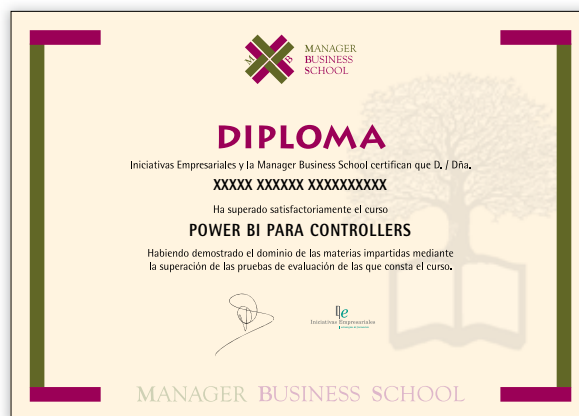 M B
MANAGER
BUSINESS
SCHOOL
DIPLOMA
Iniciativas Empresariales y la Manager Business School certifican que D. / Dña.
XXXXX XXXXXX XXXXXXXXXX
Ha superado satisfactoriamente el curso
POWER BI PARA CONTROLLERS
Habiendo demostrado el dominio de las materias impartidas mediante
la superación de las pruebas de evaluación de las que consta el curso.
Iniciativas Empresariales
MANAGER BUSINESS SCHOOL